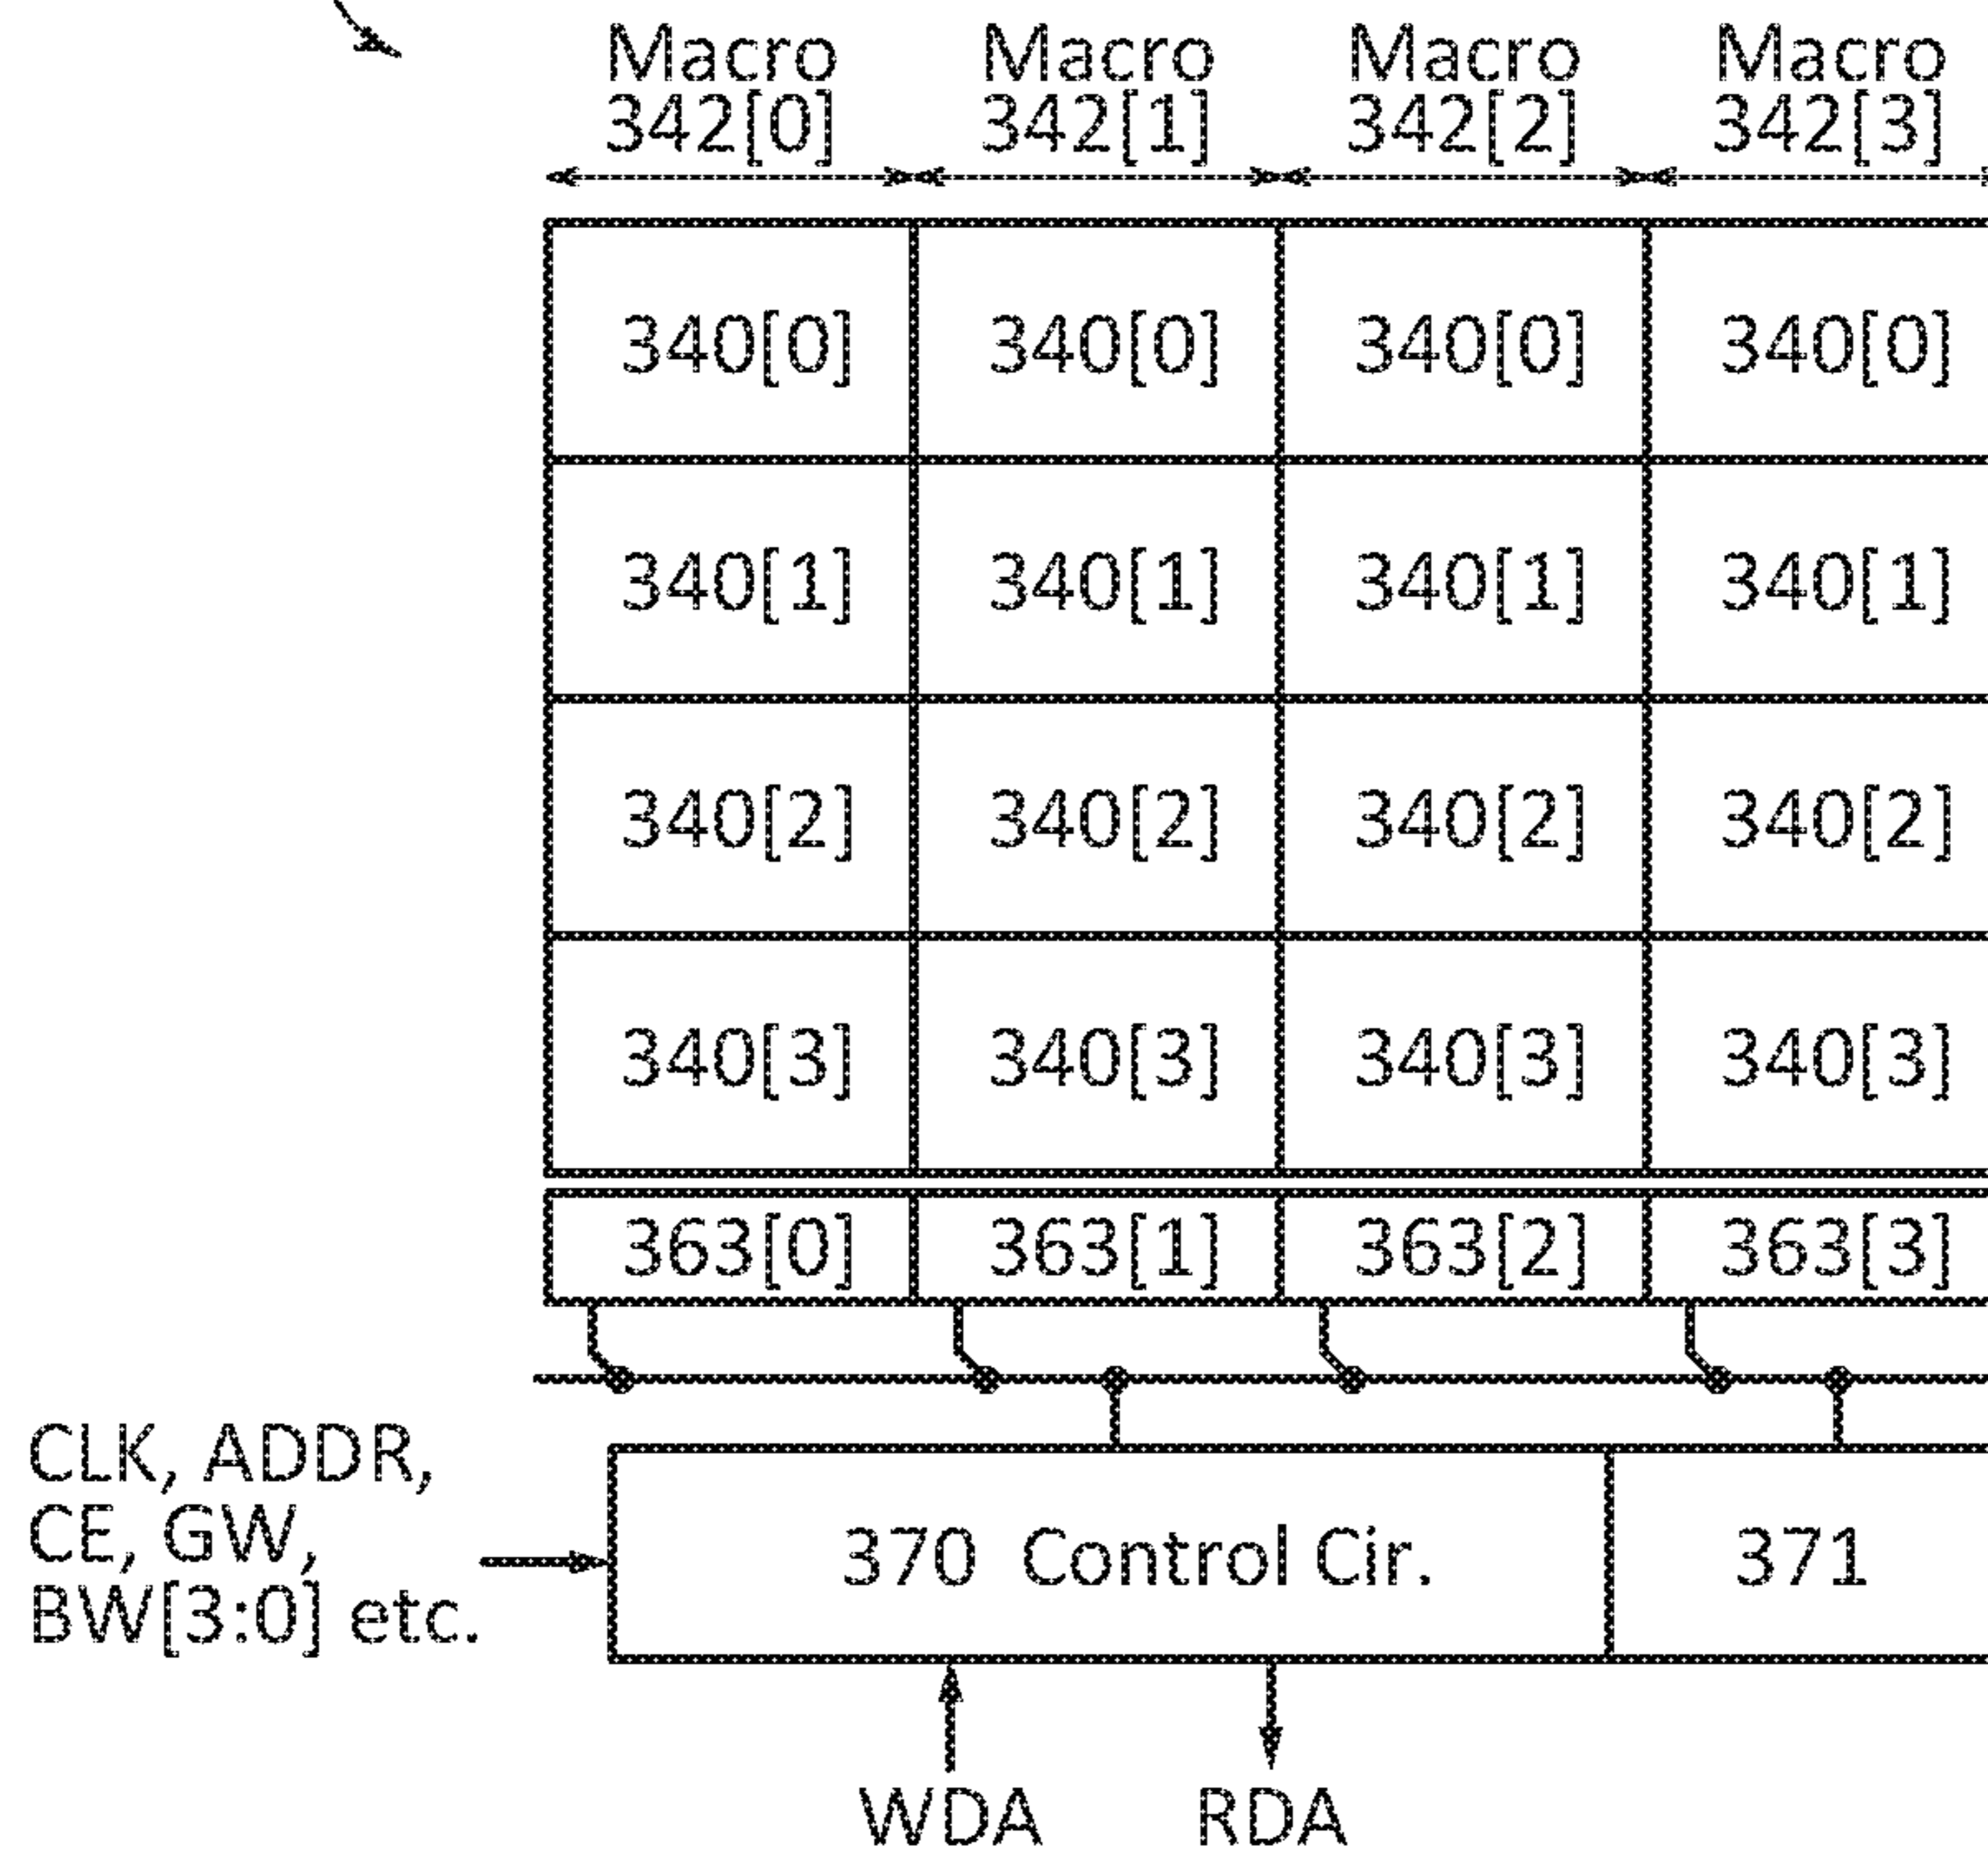 Macro Macro Macro Macro
342[0] 342[1] 342[2] 342[3]
340[0] 340[0] 340[0] 340[0]
340[1] 340[1] 340[1] 340[1]
340[2] 340[2] 340[2] 340[2]
340[3] 340[3] 340[3] 340[3]
363[0] 363[1] 363[2] 363[3]
CLK, ADDR,
CE, GW,
BW[3:0] etc.
370 Control Cir. 371
WDA RDA